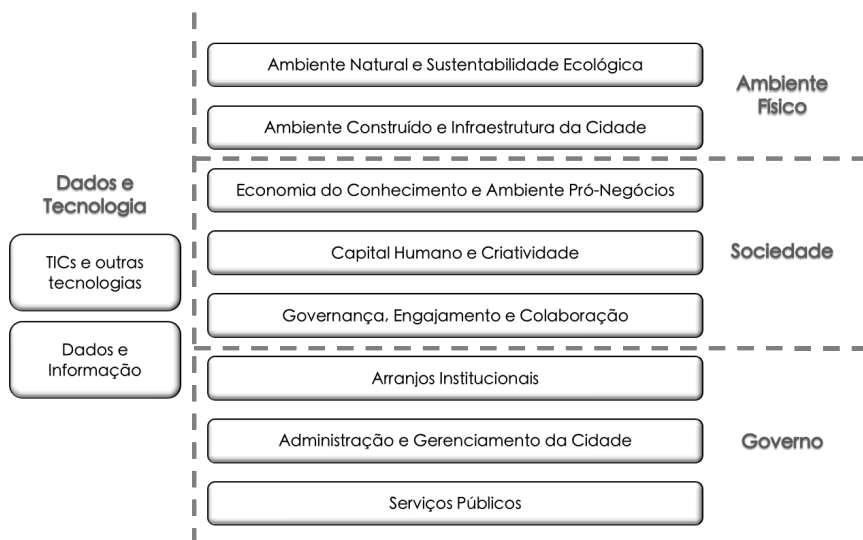 Dados e
Tecnologia
TICs e outras
tecnologias
Dados e
Informação
Ambiente Natural e Sustentabilidade Ecológica
Ambiente Construído e Infraestrutura da Cidade
Ambiente
Físico
Economia do Conhecimento e Ambiente Pró-Negócios
Capital Humano e Criatividade
Governança, Engajamento e Colaboração
Sociedade
Arranjos Institucionais
Administração e Gerenciamento da Cidade
Serviços Públicos
Governo